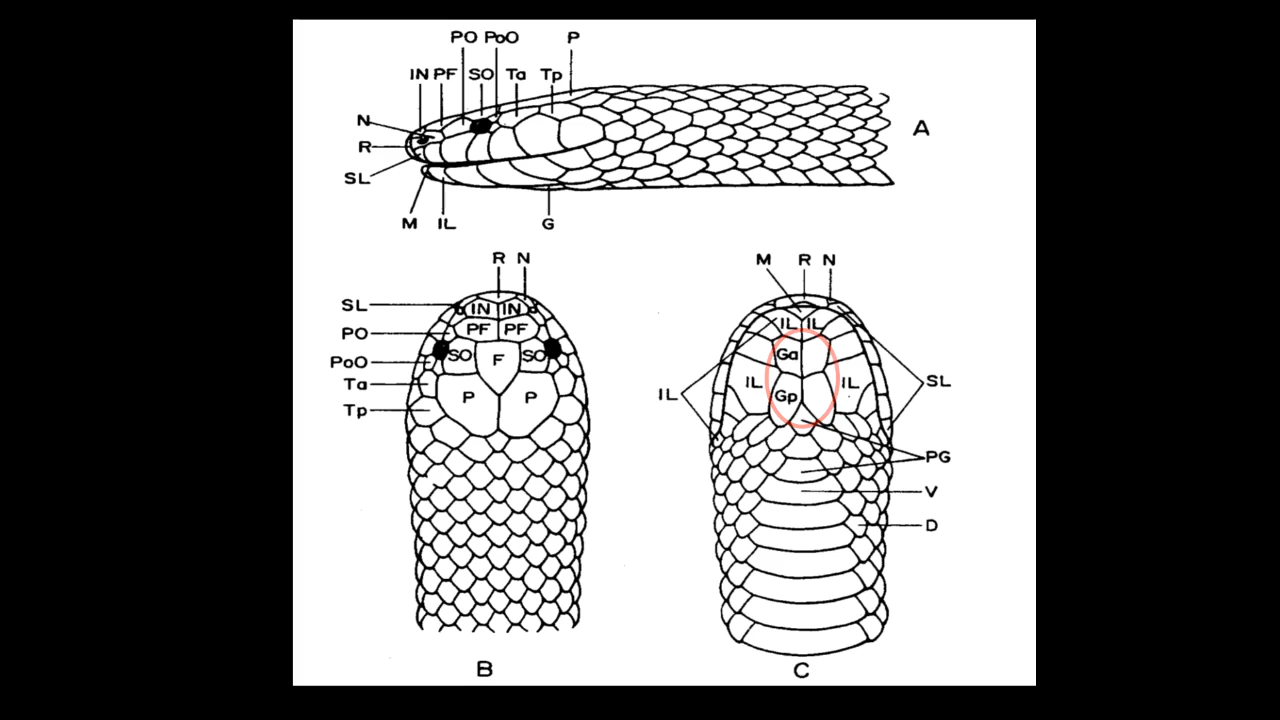 PO PoO P
IN PF SO Ta Tp
N
A
R
SL
M IL G
R N
SL
IN IN
PO
PF PF
PoO
SO F SO
Ta
P P
Tp
B
M R N
IL IL
Ga
IL IL
SL
IL
Gp
PG
V
D
C